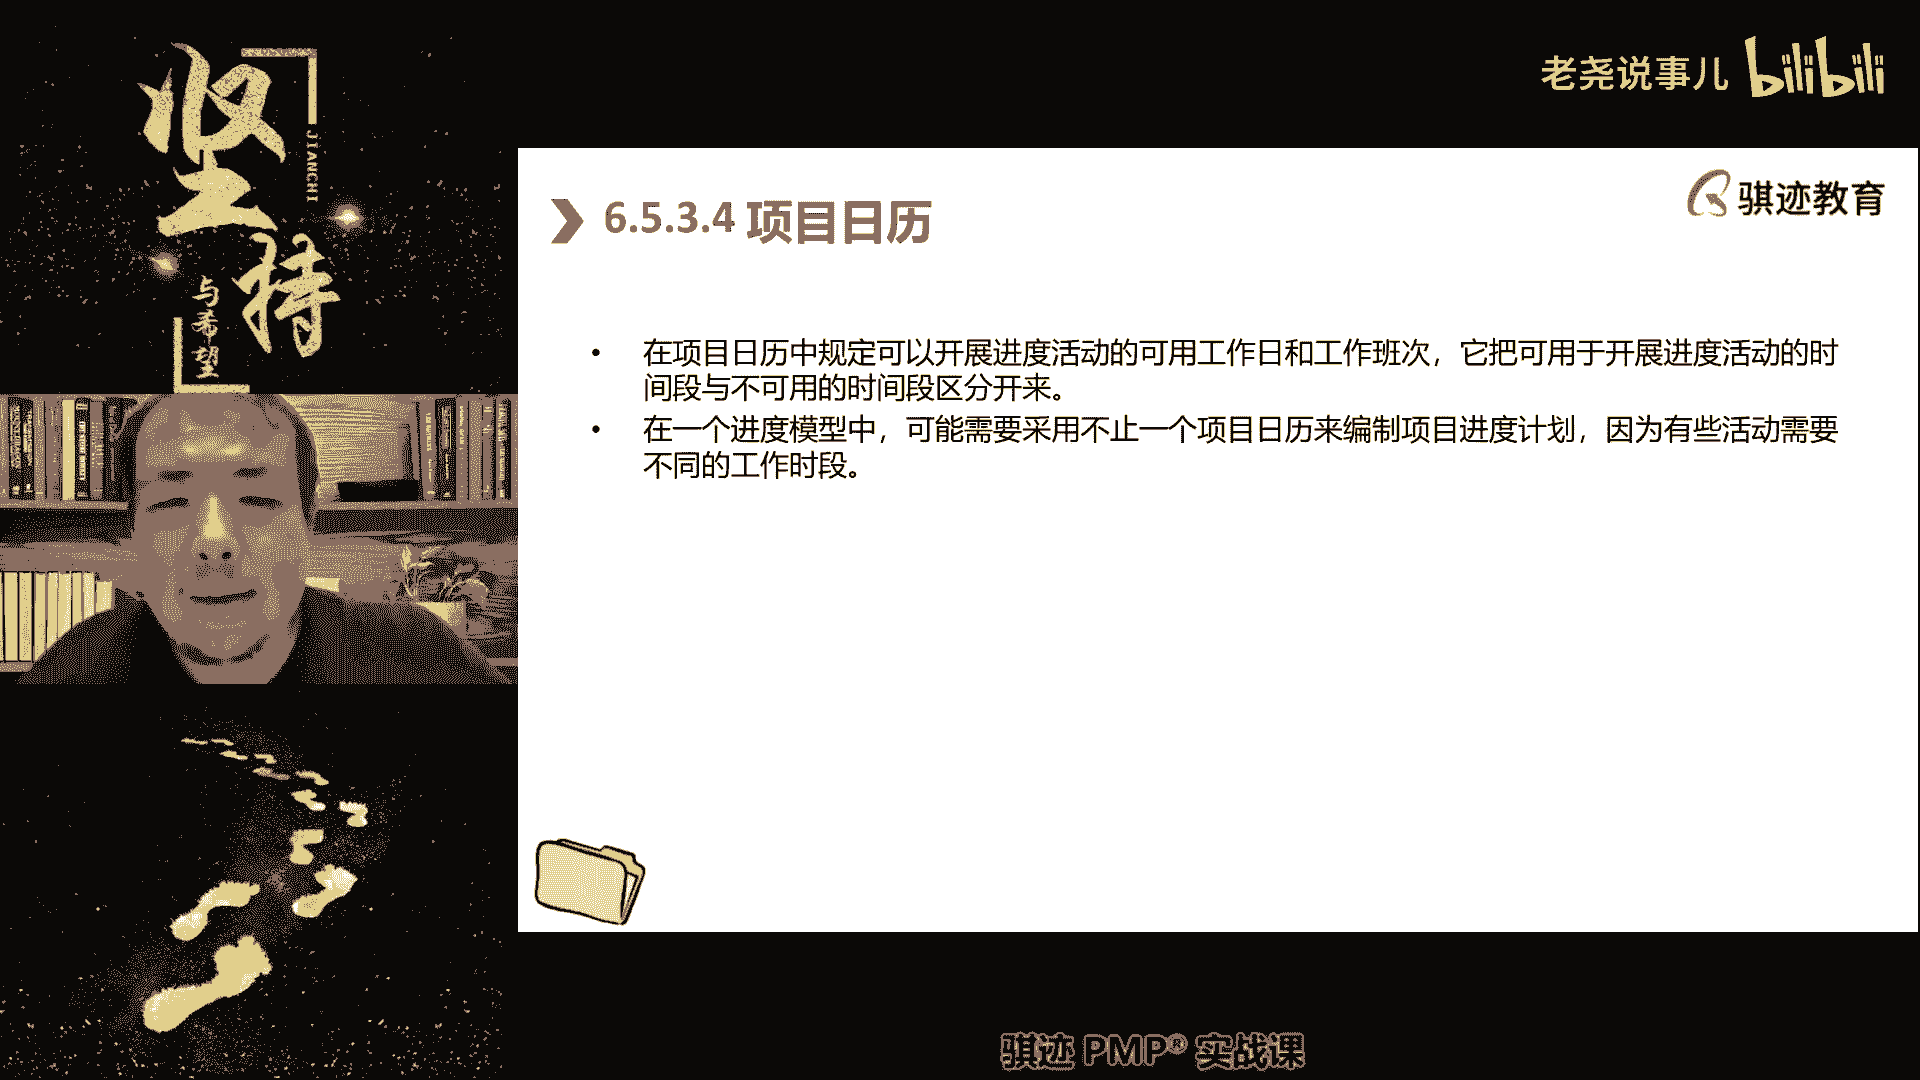 坚持
JIANCHI
与希望
老尧说事儿 bilibili
骐迹教育
6.5.3.4 项目日历
• 在项目日历中规定可以开展进度活动的可用工作日和工作班次，它把可用于开展进度活动的时
间段与不可用的时间段区分开来。
• 在一个进度模型中，可能需要采用不止一个项目日历来编制项目进度计划，因为有些活动需要
不同的工作时段。
骐迹 PMP® 实战课